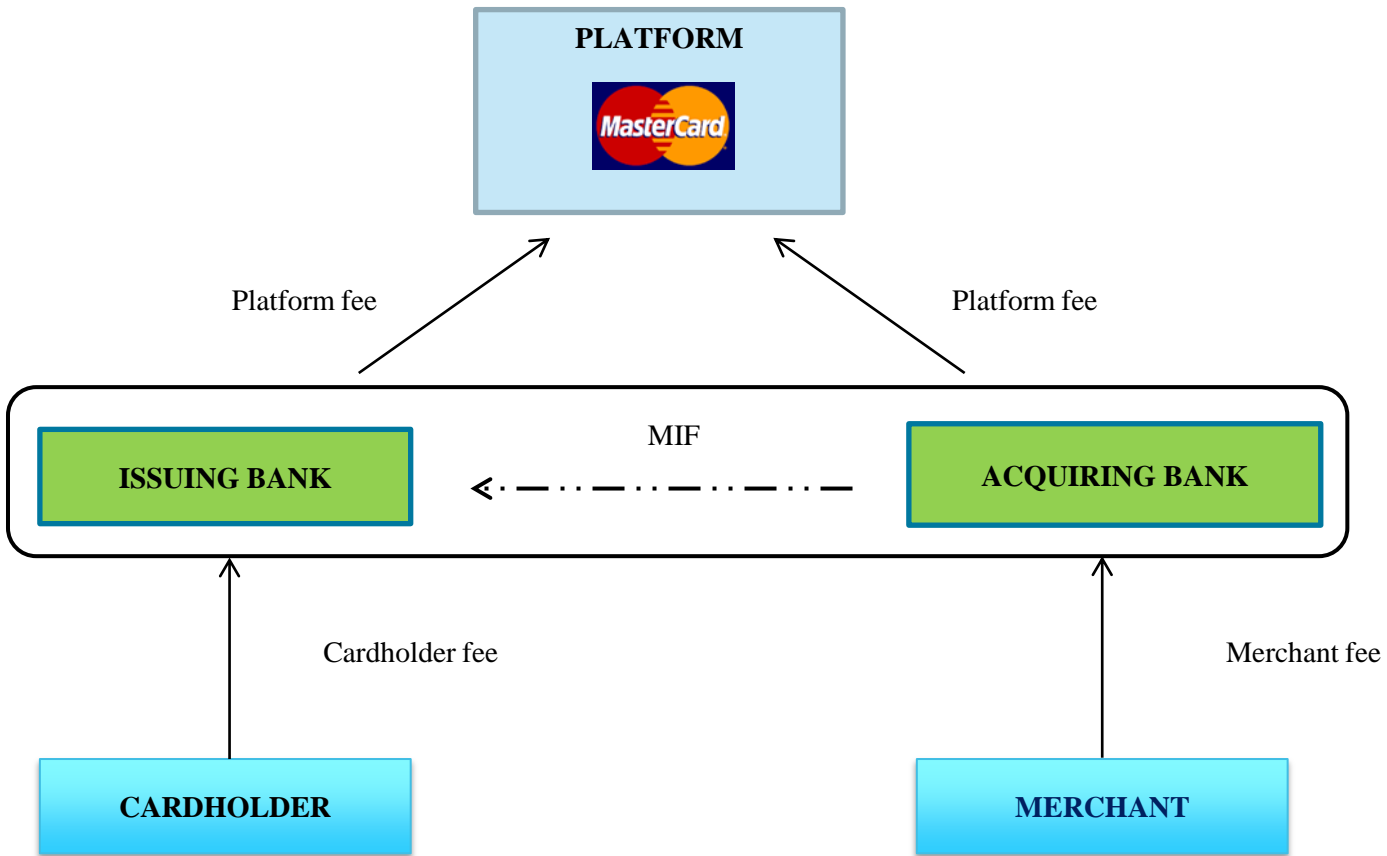 PLATFORM
MasterCard
Platform fee
Platform fee
MIF
ISSUING BANK
ACQUIRING BANK
Cardholder fee
Merchant fee
CARDHOLDER
MERCHANT